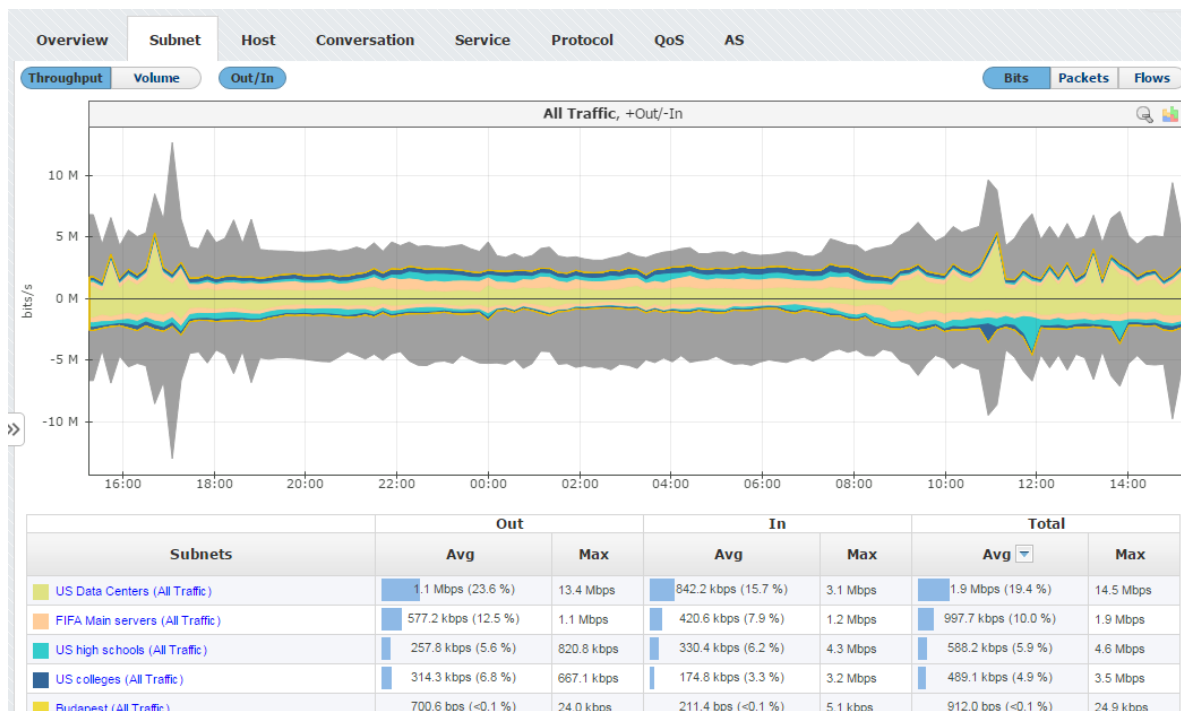 Overview Subnet Host Conversation Service Protocol QoS AS
Throughput Volume Out/In Bits Packets Flows
All Traffic, +Out/-In
10 M
5 M
0 M
-5 M
-10 M
bits/s
16:00 18:00 20:00 22:00 00:00 02:00 04:00 06:00 08:00 10:00 12:00 14:00
Out In Total
Subnets Avg Max Avg Max Avg Max
US Data Centers (All Traffic) 1.1 Mbps (23.6 %) 13.4 Mbps 842.2 kbps (15.7 %) 3.1 Mbps 1.9 Mbps (19.4 %) 14.5 Mbps
FIFA Main servers (All Traffic) 577.2 kbps (12.5 %) 1.1 Mbps 420.6 kbps (7.9 %) 1.2 Mbps 997.7 kbps (10.0 %) 1.9 Mbps
US high schools (All Traffic) 257.8 kbps (5.6 %) 820.8 kbps 330.4 kbps (6.2 %) 4.3 Mbps 588.2 kbps (5.9 %) 4.6 Mbps
US colleges (All Traffic) 314.3 kbps (6.8 %) 667.1 kbps 174.8 kbps (3.3 %) 3.2 Mbps 489.1 kbps (4.9 %) 3.5 Mbps
Budapest (All Traffic) 700.6 bps (<0.1 %) 24.0 kbps 211.4 bps (<0.1 %) 5.1 kbps 912.0 bps (<0.1 %) 24.9 kbps